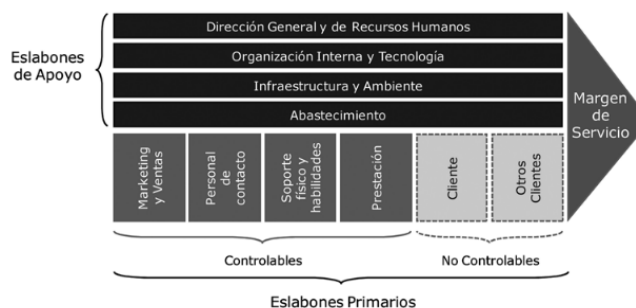 Dirección General y de Recursos Humanos
Eslabones
de Apoyo
Organización Interna y Tecnología
Infraestructura y Ambiente
Abastecimiento
Margen
de
Servicio
Marketing
y Ventas
Personal
de
contacto
Soporte
físico y
habilidades
Prestación
Cliente
Otros
Clientes
Controlables
No Controlables
Eslabones Primarios